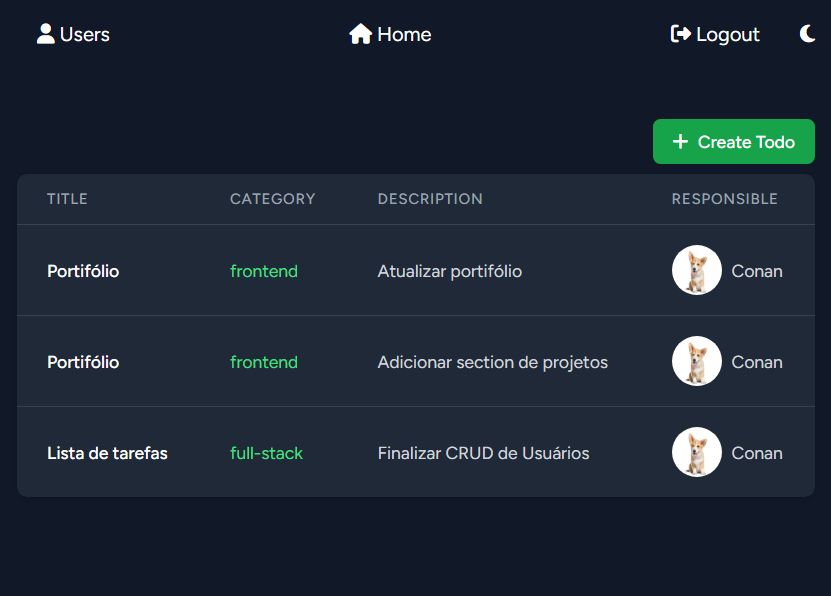 Users Home Logout
Create Todo
TITLE CATEGORY DESCRIPTION RESPONSIBLE
Portifólio frontend Atualizar portifólio Conan
Portifólio frontend Adicionar section de projetos Conan
Lista de tarefas full-stack Finalizar CRUD de Usuários Conan